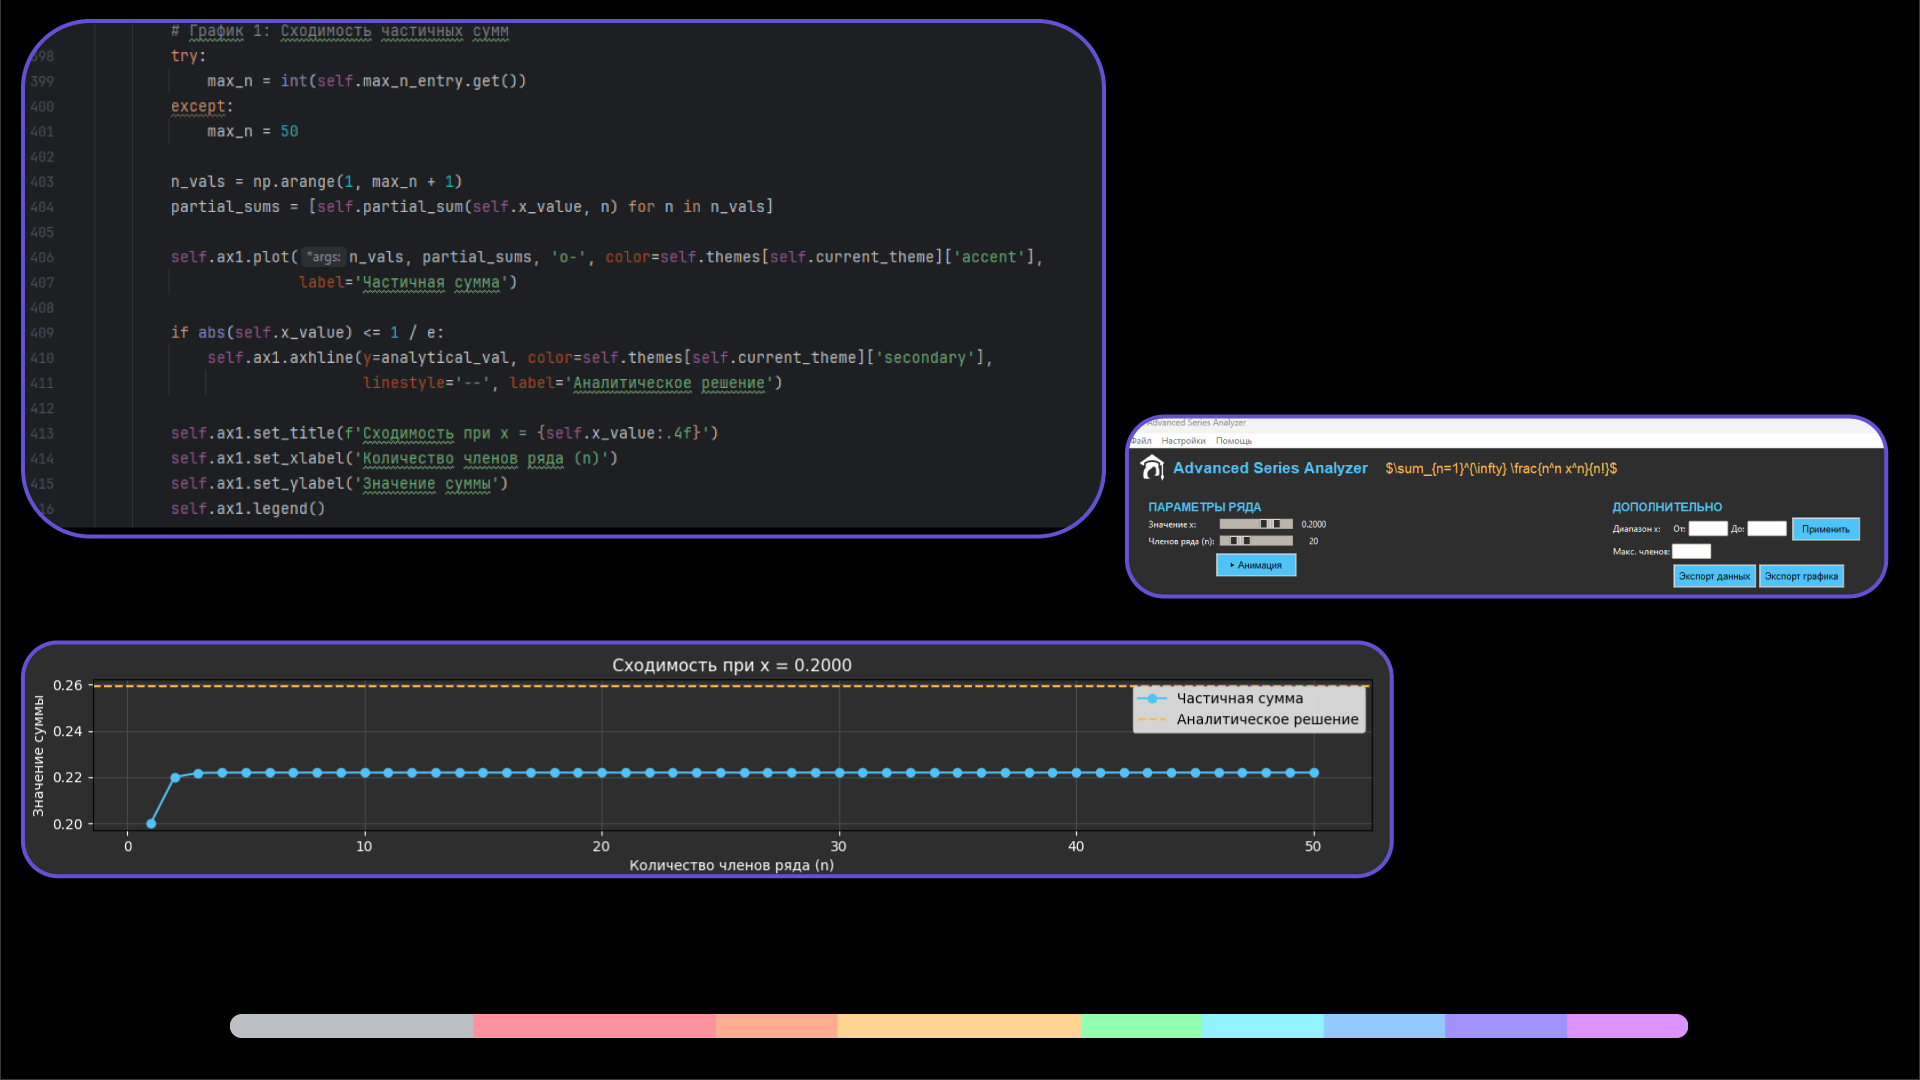 # График 1: Сходимость частичных сумм
398 try:
399 max_n = int(self.max_n_entry.get())
400 except:
401 max_n = 50
402
403 n_vals = np.arange(1, max_n + 1)
404 partial_sums = [self.partial_sum(self.x_value, n) for n in n_vals]
405
406 self.ax1.plot( *args: n_vals, partial_sums, 'o-', color=self.themes[self.current_theme]['accent'],
407 label='Частичная сумма')
408
409 if abs(self.x_value) <= 1 / e:
410 self.ax1.axhline(y=analytical_val, color=self.themes[self.current_theme]['secondary'],
411 linestyle='--', label='Аналитическое решение')
412
413 self.ax1.set_title(f'Сходимость при x = {self.x_value:.4f}')
414 self.ax1.set_xlabel('Количество членов ряда (n)')
415 self.ax1.set_ylabel('Значение суммы')
16 self.ax1.legend()
Advanced Series Analyzer
Файл Настройки Помощь
Advanced Series Analyzer $\sum_{n=1}^{\infty} \frac{n^n x^n}{n!}$
ПАРАМЕТРЫ РЯДА
Значение x: 0.2000
Членов ряда (n): 20
‣ Анимация
ДОПОЛНИТЕЛЬНО
Диапазон x: От: До: Применить
Макс. членов:
Экспорт данных Экспорт графика
Сходимость при x = 0.2000
Значение суммы
0.26
0.24
0.22
0.20
Частичная сумма
Аналитическое решение
0 10 20 30 40 50
Количество членов ряда (n)